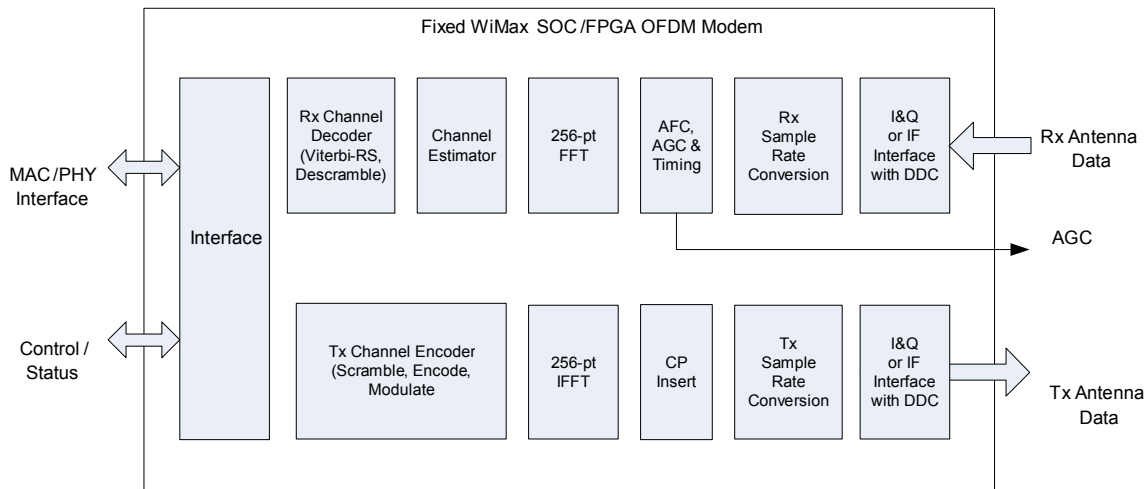 Fixed WiMax SOC/FPGA OFDM Modem
MAC/PHY
Interface
Control /
Status
Interface
Rx Channel
Decoder
(Viterbi-RS,
Descramble)
Channel
Estimator
256-pt
FFT
AFC,
AGC &
Timing
Rx
Sample
Rate
Conversion
I&Q
or IF
Interface
with DDC
Rx Antenna
Data
AGC
Tx Channel Encoder
(Scramble, Encode,
Modulate
256-pt
IFFT
CP
Insert
Tx
Sample
Rate
Conversion
I&Q
or IF
Interface
with DDC
Tx Antenna
Data